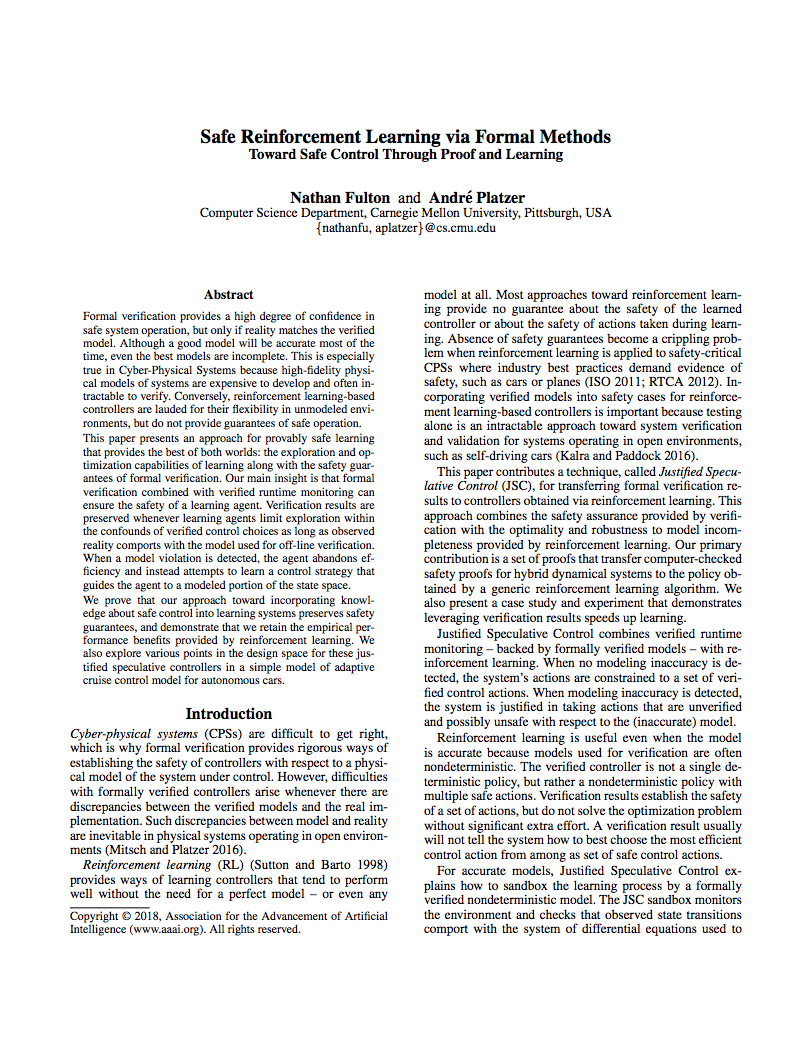 Safe Reinforcement Learning via Formal Methods
Toward Safe Control Through Proof and Learning
Nathan Fulton and André Platzer
Computer Science Department, Carnegie Mellon University, Pittsburgh, USA
{nathanfu, aplatzer}@cs.cmu.edu
Abstract
Formal verification provides a high degree of confidence in
safe system operation, but only if reality matches the verified
model. Although a good model will be accurate most of the
time, even the best models are incomplete. This is especially
true in Cyber-Physical Systems because high-fidelity physi-
cal models of systems are expensive to develop and often in-
tractable to verify. Conversely, reinforcement learning-based
controllers are lauded for their flexibility in unmodeled envi-
ronments, but do not provide guarantees of safe operation.
This paper presents an approach for provably safe learning
that provides the best of both worlds: the exploration and op-
timization capabilities of learning along with the safety guar-
antees of formal verification. Our main insight is that formal
verification combined with verified runtime monitoring can
ensure the safety of a learning agent. Verification results are
preserved whenever learning agents limit exploration within
the confounds of verified control choices as long as observed
reality comports with the model used for off-line verification.
When a model violation is detected, the agent abandons ef-
ficiency and instead attempts to learn a control strategy that
guides the agent to a modeled portion of the state space.
We prove that our approach toward incorporating knowl-
edge about safe control into learning systems preserves safety
guarantees, and demonstrate that we retain the empirical per-
formance benefits provided by reinforcement learning. We
also explore various points in the design space for these jus-
tified speculative controllers in a simple model of adaptive
cruise control model for autonomous cars.
Introduction
Cyber-physical systems (CPSs) are difficult to get right,
which is why formal verification provides rigorous ways of
establishing the safety of controllers with respect to a physi-
cal model of the system under control. However, difficulties
with formally verified controllers arise whenever there are
discrepancies between the verified models and the real im-
plementation. Such discrepancies between model and reality
are inevitable in physical systems operating in open environ-
ments (Mitsch and Platzer 2016).
Reinforcement learning (RL) (Sutton and Barto 1998)
provides ways of learning controllers that tend to perform
well without the need for a perfect model – or even any
Copyright © 2018, Association for the Advancement of Artificial
Intelligence (www.aaai.org). All rights reserved.
model at all. Most approaches toward reinforcement learn-
ing provide no guarantee about the safety of the learned
controller or about the safety of actions taken during learn-
ing. Absence of safety guarantees become a crippling prob-
lem when reinforcement learning is applied to safety-critical
CPSs where industry best practices demand evidence of
safety, such as cars or planes (ISO 2011; RTCA 2012). In-
corporating verified models into safety cases for reinforce-
ment learning-based controllers is important because testing
alone is an intractable approach toward system verification
and validation for systems operating in open environments,
such as self-driving cars (Kalra and Paddock 2016).
This paper contributes a technique, called Justified Specu-
lative Control (JSC), for transferring formal verification re-
sults to controllers obtained via reinforcement learning. This
approach combines the safety assurance provided by verifi-
cation with the optimality and robustness to model incom-
pleteness provided by reinforcement learning. Our primary
contribution is a set of proofs that transfer computer-checked
safety proofs for hybrid dynamical systems to the policy ob-
tained by a generic reinforcement learning algorithm. We
also present a case study and experiment that demonstrates
leveraging verification results speeds up learning.
Justified Speculative Control combines verified runtime
monitoring – backed by formally verified models – with re-
inforcement learning. When no modeling inaccuracy is de-
tected, the system's actions are constrained to a set of veri-
fied control actions. When modeling inaccuracy is detected,
the system is justified in taking actions that are unverified
and possibly unsafe with respect to the (inaccurate) model.
Reinforcement learning is useful even when the model
is accurate because models used for verification are often
nondeterministic. The verified controller is not a single de-
terministic policy, but rather a nondeterministic policy with
multiple safe actions. Verification results establish the safety
of a set of actions, but do not solve the optimization problem
without significant extra effort. A verification result usually
will not tell the system how to best choose the most efficient
control action from among as set of safe control actions.
For accurate models, Justified Speculative Control ex-
plains how to sandbox the learning process by a formally
verified nondeterministic model. The JSC sandbox monitors
the environment and checks that observed state transitions
comport with the system of differential equations used to